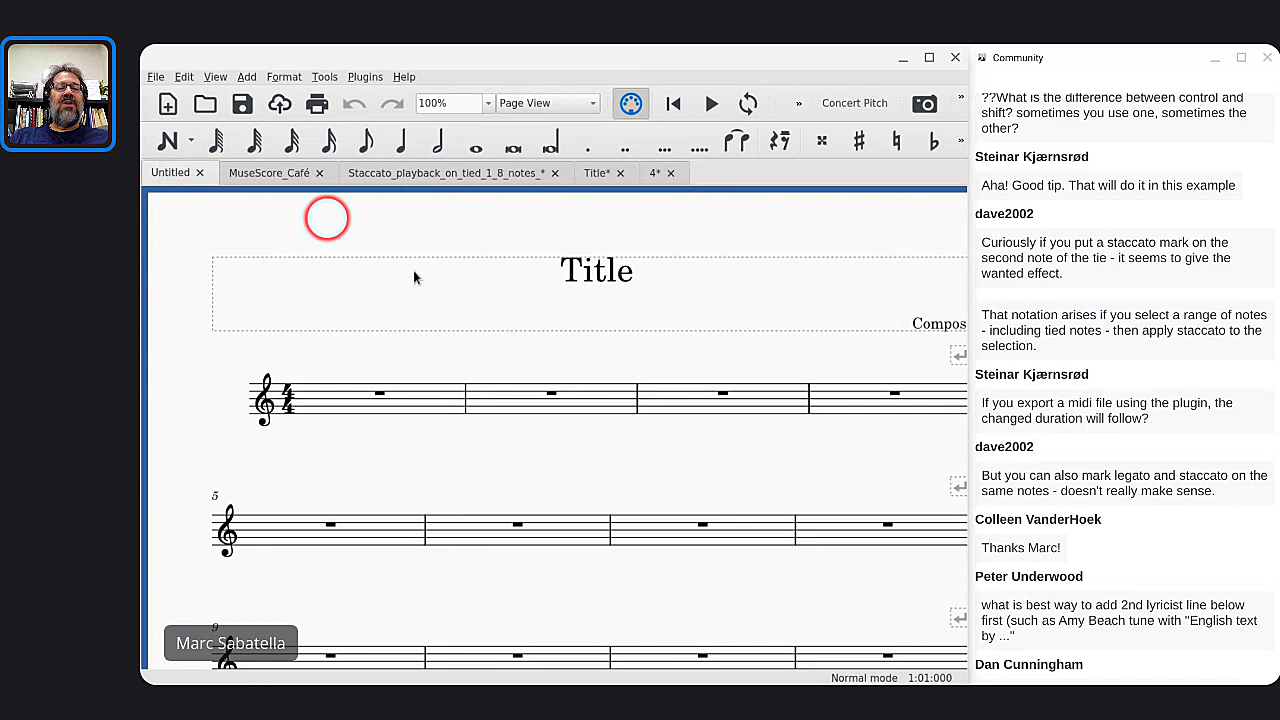 File Edit View Add Format Tools Plugins Help
100% Page View » Concert Pitch »
N . .. ... .... »
Untitled MuseScore_Café Staccato_playback_on_tied_1_8_notes_* Title* 4*
Title
Compos
4
4
5
9
Marc Sabatella
Normal mode 1:01:000
Community
??What is the difference between control and
shift? sometimes you use one, sometimes the
other?
Steinar Kjærnsrød
Aha! Good tip. That will do it in this example
dave2002
Curiously if you put a staccato mark on the
second note of the tie - it seems to give the
wanted effect.
That notation arises if you select a range of notes
- including tied notes - then apply staccato to the
selection.
Steinar Kjærnsrød
If you export a midi file using the plugin, the
changed duration will follow?
dave2002
But you can also mark legato and staccato on the
same notes - doesn't really make sense.
Colleen VanderHoek
Thanks Marc!
Peter Underwood
what is best way to add 2nd lyricist line below
first (such as Amy Beach tune with "English text
by ..."
Dan Cunningham